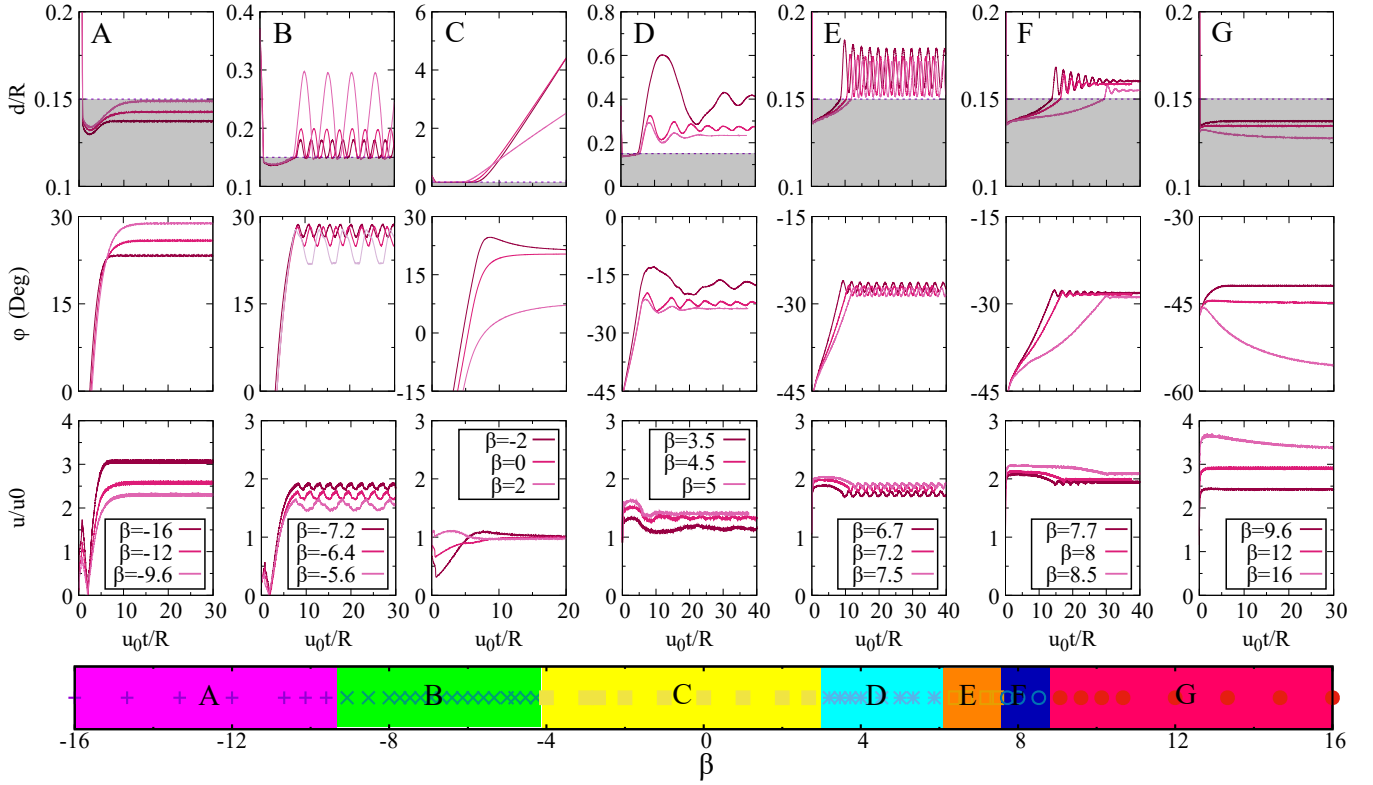 A B C D E F G
d/R
0.2 0.15 0.1
0.4 0.3 0.2 0.1
6 4 2 0
0.8 0.6 0.4 0.2 0
0.2 0.15 0.1
0.2 0.15 0.1
0.2 0.15 0.1
φ (Deg)
30 15 0
30 15 0
30 15 0 -15
0 -15 -30 -45
-15 -30 -45
-15 -30 -45
-30 -45 -60
u/u0
4 3 2 1 0
3 2 1 0
3 2 1 0
3 2 1 0
3 2 1 0
3 2 1 0
4 3 2 1 0
β=-16
β=-12
β=-9.6
β=-7.2
β=-6.4
β=-5.6
β=-2
β=0
β=2
β=3.5
β=4.5
β=5
β=6.7
β=7.2
β=7.5
β=7.7
β=8
β=8.5
β=9.6
β=12
β=16
0 10 20 30
0 10 20 30
0 5 10 15 20
0 10 20 30 40
0 10 20 30 40
0 10 20 30 40
0 10 20 30
u₀t/R u₀t/R u₀t/R u₀t/R u₀t/R u₀t/R u₀t/R
A B C D E F G
-16 -12 -8 -4 0 4 8 12 16
β